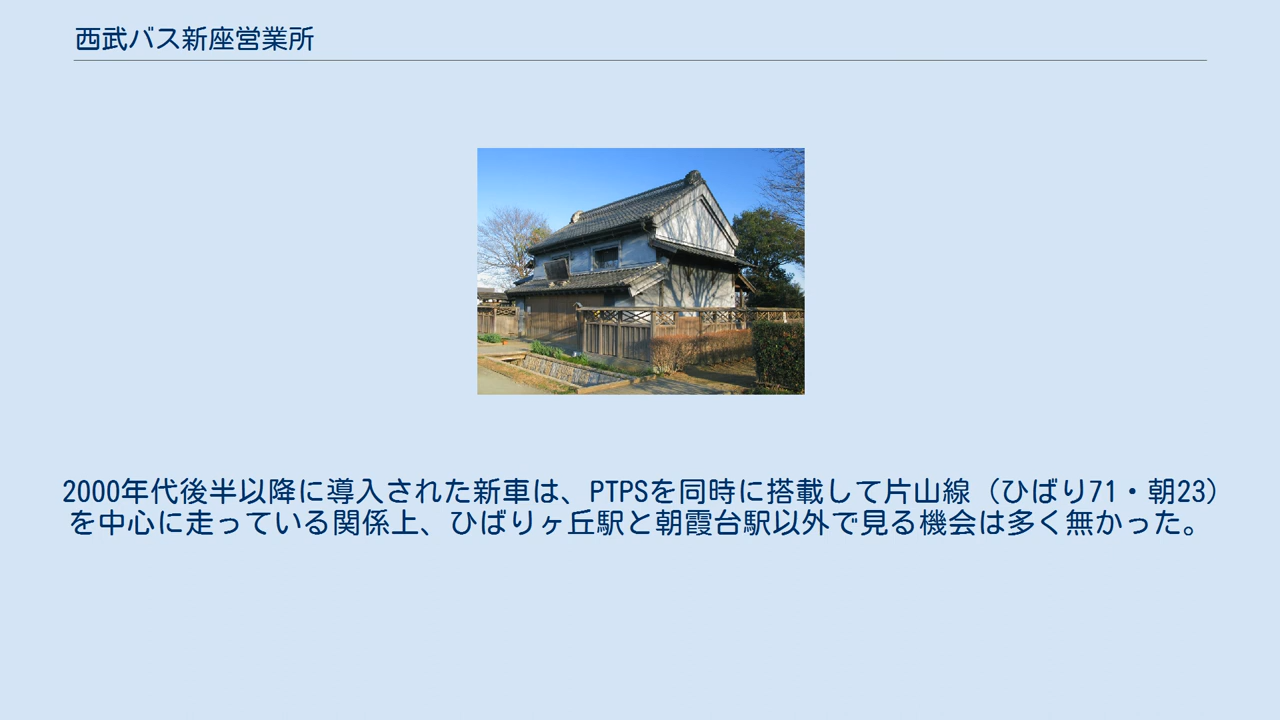 西武バス新座営業所
2000年代後半以降に導入された新車は、PTPSを同時に搭載して片山線（ひばり71・朝23）
を中心に走っている関係上、ひばりヶ丘駅と朝霞台駅以外で見る機会は多く無かった。